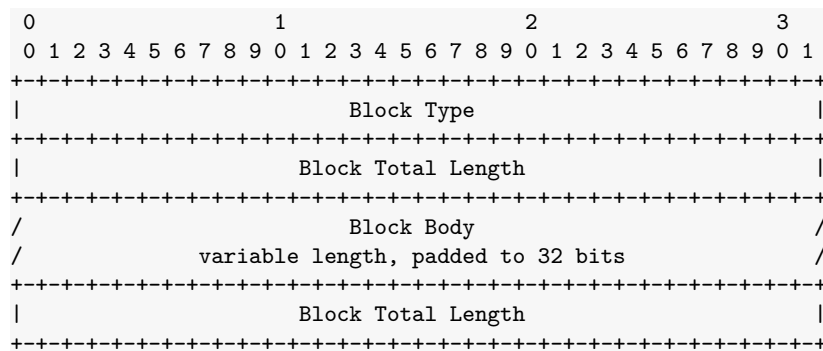 0                   1                   2                   3
0 1 2 3 4 5 6 7 8 9 0 1 2 3 4 5 6 7 8 9 0 1 2 3 4 5 6 7 8 9 0 1
+-+-+-+-+-+-+-+-+-+-+-+-+-+-+-+-+-+-+-+-+-+-+-+-+-+-+-+-+-+-+-+-+
|                          Block Type                           |
+-+-+-+-+-+-+-+-+-+-+-+-+-+-+-+-+-+-+-+-+-+-+-+-+-+-+-+-+-+-+-+-+
|                      Block Total Length                       |
+-+-+-+-+-+-+-+-+-+-+-+-+-+-+-+-+-+-+-+-+-+-+-+-+-+-+-+-+-+-+-+-+
/                          Block Body                           /
/              variable length, padded to 32 bits               /
+-+-+-+-+-+-+-+-+-+-+-+-+-+-+-+-+-+-+-+-+-+-+-+-+-+-+-+-+-+-+-+-+
|                      Block Total Length                       |
+-+-+-+-+-+-+-+-+-+-+-+-+-+-+-+-+-+-+-+-+-+-+-+-+-+-+-+-+-+-+-+-+